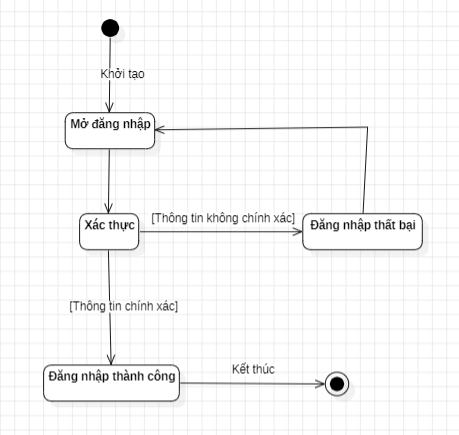 Khởi tạo
Mở đăng nhập
Xác thực
[Thông tin không chính xác]
Đăng nhập thất bại
[Thông tin chính xác]
Đăng nhập thành công
Kết thúc